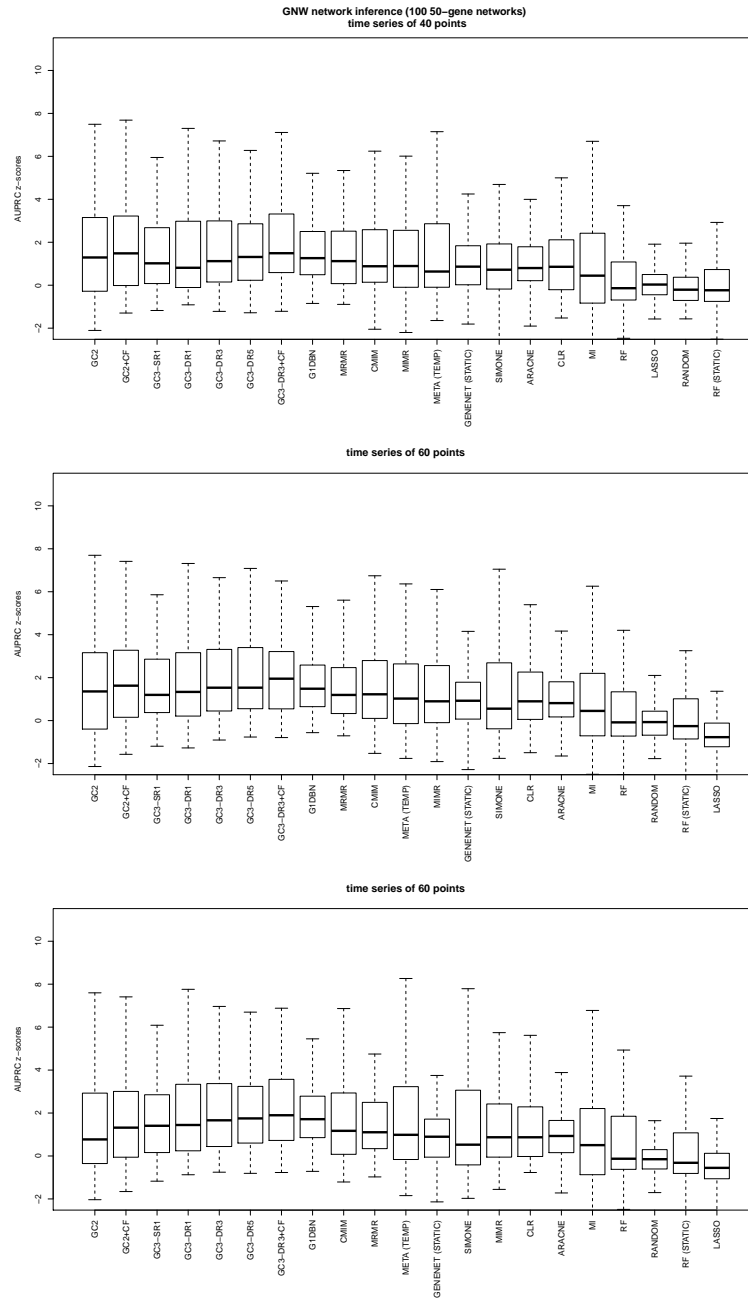 GNW network inference (100 50−gene networks)
time series of 40 points
AUPRC z−scores
10
8
6
4
2
0
−2
GC2
GC2+CF
GC3−SR1
GC3−DR1
GC3−DR3
GC3−DR5
GC3−DR3+CF
G1DBN
MRMR
CMIM
MIMR
META (TEMP)
GENENET (STATIC)
SIMONE
ARACNE
CLR
MI
RF
LASSO
RANDOM
RF (STATIC)
time series of 60 points
AUPRC z−scores
10
8
6
4
2
0
−2
GC2
GC2+CF
GC3−SR1
GC3−DR1
GC3−DR3
GC3−DR5
GC3−DR3+CF
G1DBN
MRMR
CMIM
META (TEMP)
MIMR
GENENET (STATIC)
SIMONE
CLR
ARACNE
MI
RF
RANDOM
RF (STATIC)
LASSO
time series of 60 points
AUPRC z−scores
10
8
6
4
2
0
−2
GC2
GC2+CF
GC3−SR1
GC3−DR1
GC3−DR3
GC3−DR5
GC3−DR3+CF
G1DBN
CMIM
MRMR
META (TEMP)
GENENET (STATIC)
SIMONE
MIMR
CLR
ARACNE
MI
RF
RANDOM
RF (STATIC)
LASSO